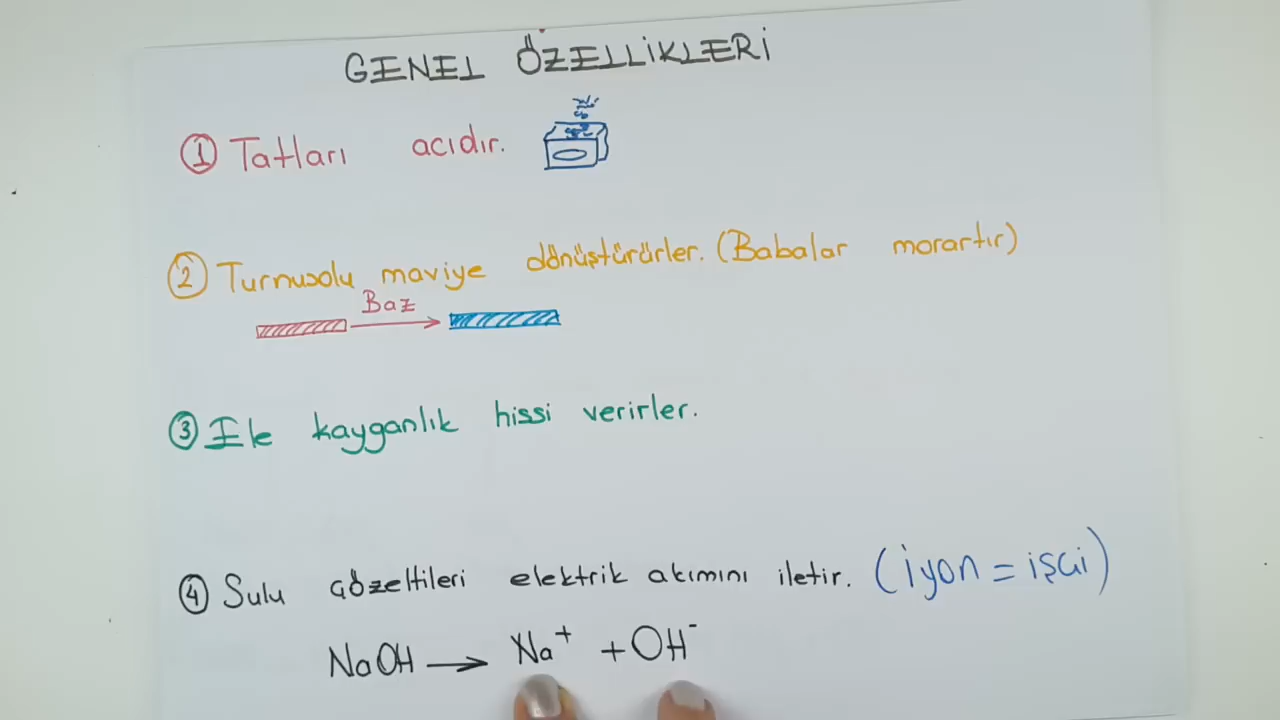 GENEL ÖZELLİKLERİ
① Tatları acıdır.
② Turnusolu maviye dönüştürürler. (Babalar morartır)
Baz
③ Ele kayganlık hissi verirler.
④ Sulu çözeltileri elektrik akımını iletir. (iyon = işçi)
NaOH → Na⁺ + OH⁻